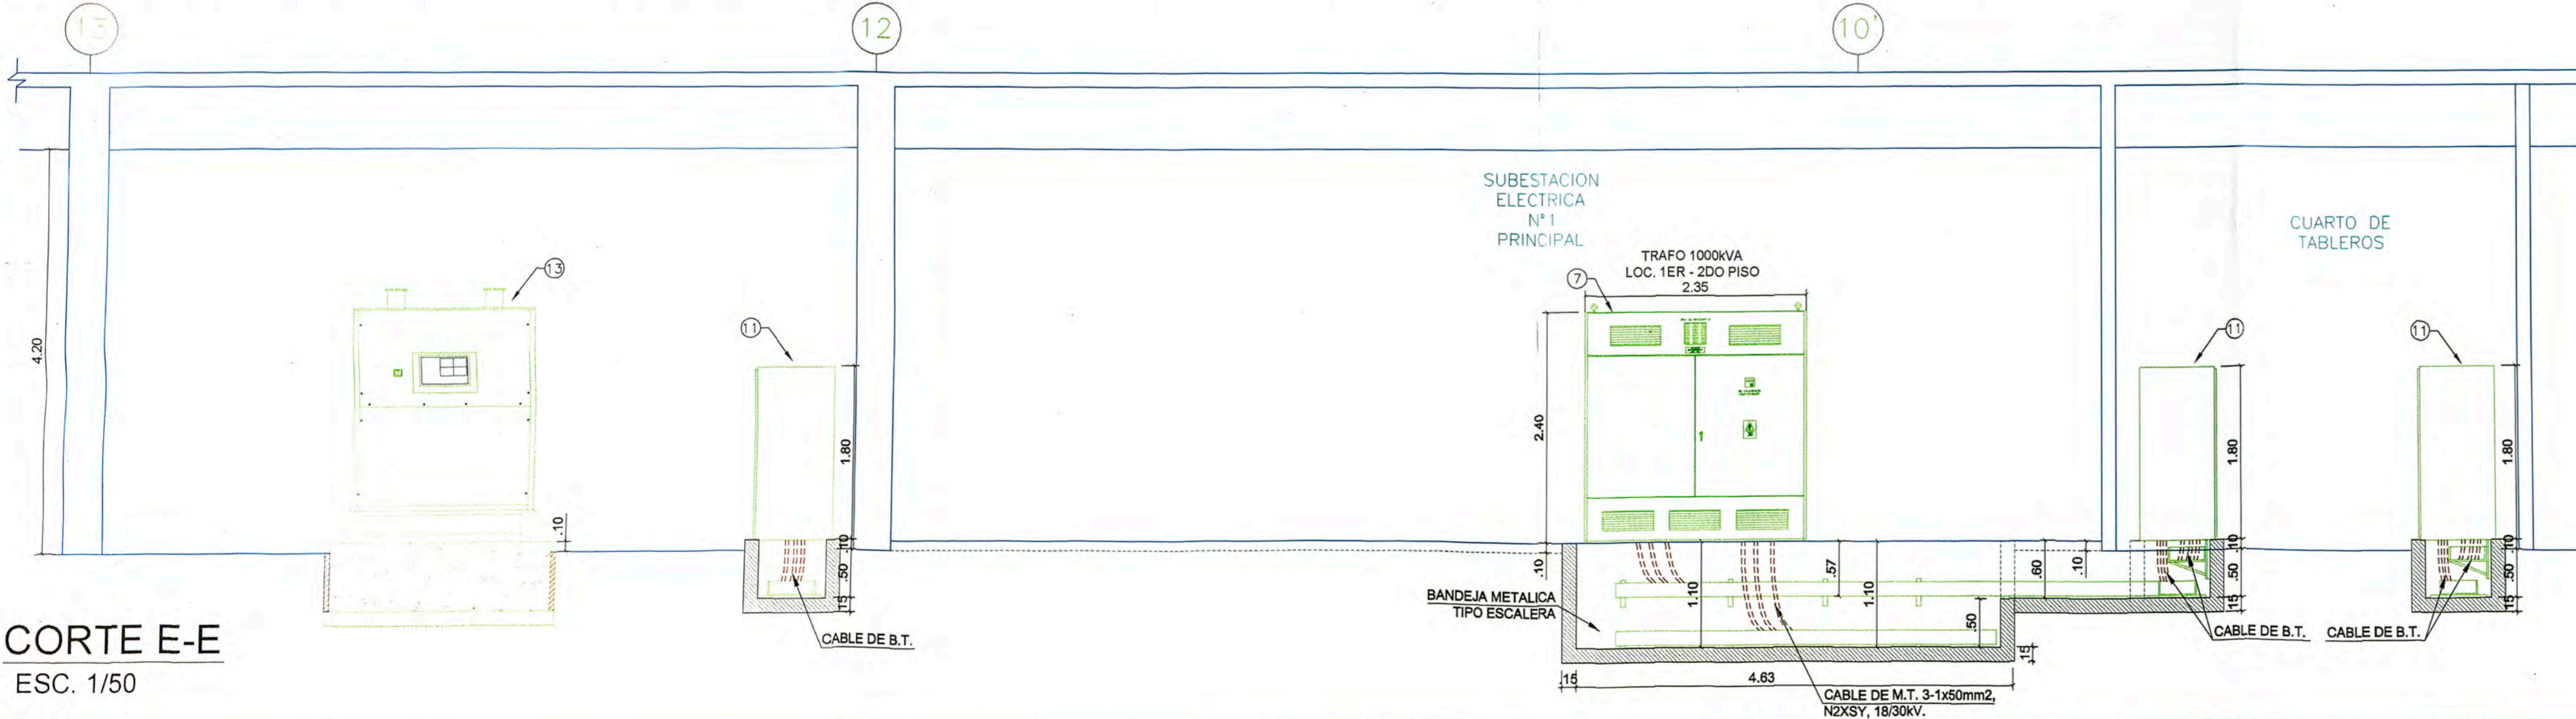 13
12
10'
SUBESTACION
ELECTRICA
N° 1
PRINCIPAL
CUARTO DE
TABLEROS
TRAFO 1000kVA
LOC. 1ER - 2DO PISO
2.35
7
13
11
11
11
4.20
2.40
1.80
1.80
1.80
.10
.10
.50
.15
.10
1.10
.57
1.10
.60
.10
.50
.15
.10
.50
.15
.10
.50
.15
BANDEJA METALICA
TIPO ESCALERA
CABLE DE B.T.
CABLE DE B.T.
CABLE DE B.T.
.15
4.63
CABLE DE M.T. 3-1x50mm2,
N2XSY, 18/30kV.
CORTE E-E
ESC. 1/50